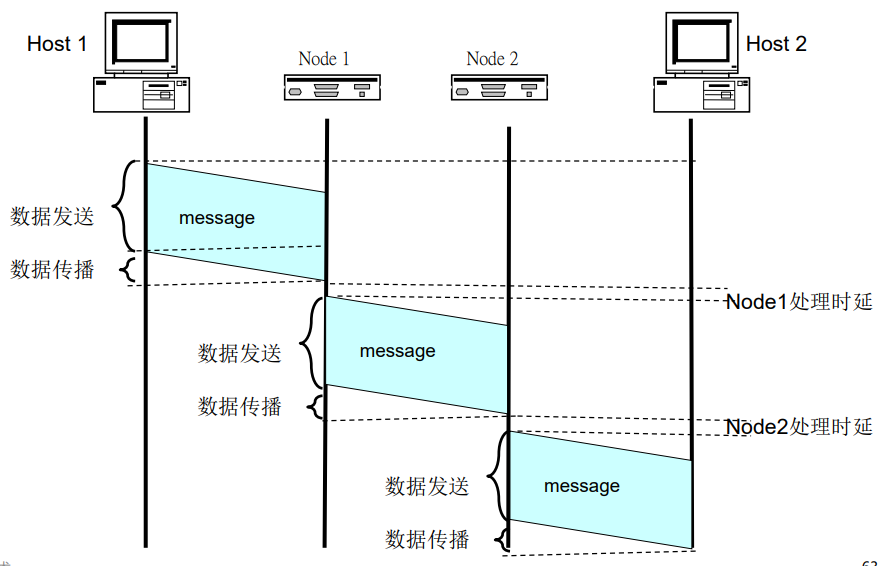 Host 1
Node 1
Node 2
Host 2
数据发送
message
数据传播
Node1处理时延
数据发送
message
数据传播
Node2处理时延
数据发送
message
数据传播